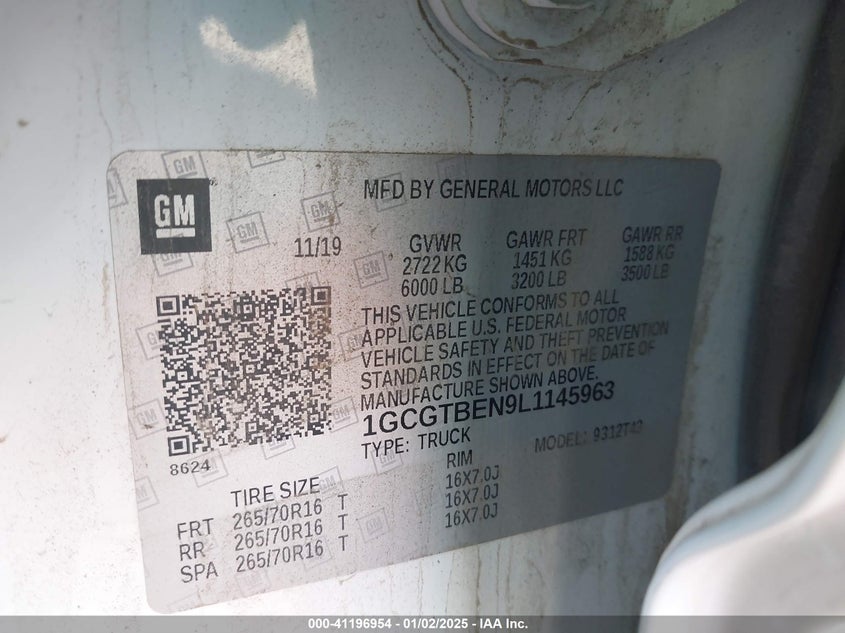 GM
MFD BY GENERAL MOTORS LLC
11/19
GVWR GAWR FRT GAWR RR
2722 KG 1451 KG 1588 KG
6000 LB 3200 LB 3500 LB
THIS VEHICLE CONFORMS TO ALL
APPLICABLE U.S. FEDERAL MOTOR
VEHICLE SAFETY AND THEFT PREVENTION
STANDARDS IN EFFECT ON THE DATE OF
MANUFACTURE SHOWN ABOVE.
1GCGTBEN9L1145963
TYPE: TRUCK MODEL: 9312T43
8624
TIRE SIZE RIM
FRT 265/70R16 T 16X7.0J
RR 265/70R16 T 16X7.0J
SPA 265/70R16 T 16X7.0J
000-41196954 - 01/02/2025 - IAA Inc.